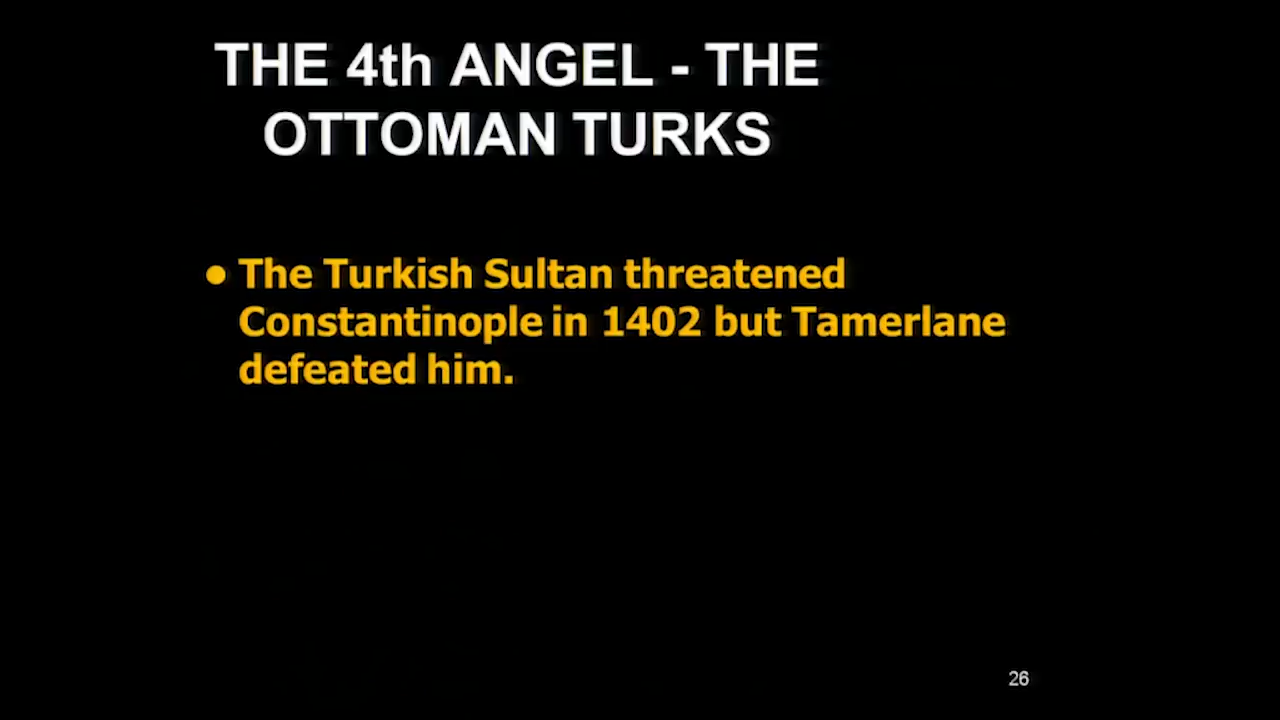 THE 4th ANGEL - THE
OTTOMAN TURKS
● The Turkish Sultan threatened
Constantinople in 1402 but Tamerlane
defeated him.
26